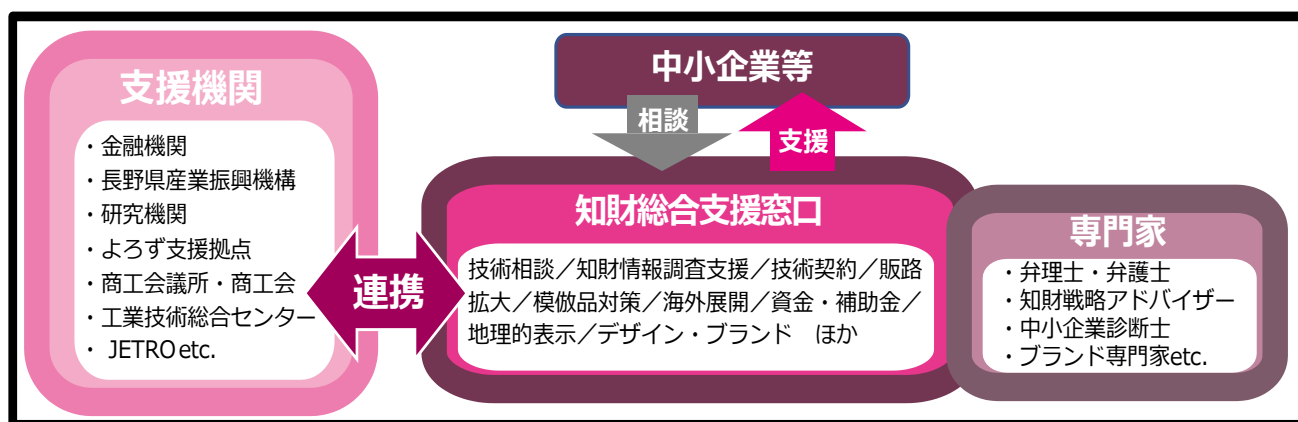 支援機関
・金融機関
・長野県産業振興機構
・研究機関
・よろず支援拠点
・商工会議所・商工会
・工業技術総合センター
・ JETRO etc.
連携
中小企業等
相談
支援
知財総合支援窓口
技術相談／知財情報調査支援／技術契約／販路
拡大／模倣品対策／海外展開／資金・補助金／
地理的表示／デザイン・ブランド　ほか
専門家
・弁理士・弁護士
・知財戦略アドバイザー
・中小企業診断士
・ブランド専門家etc.